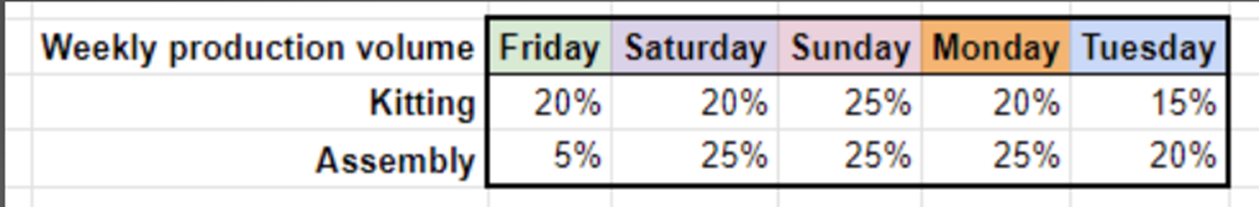 Weekly production volume Friday Saturday Sunday Monday Tuesday
Kitting 20% 20% 25% 20% 15%
Assembly 5% 25% 25% 25% 20%